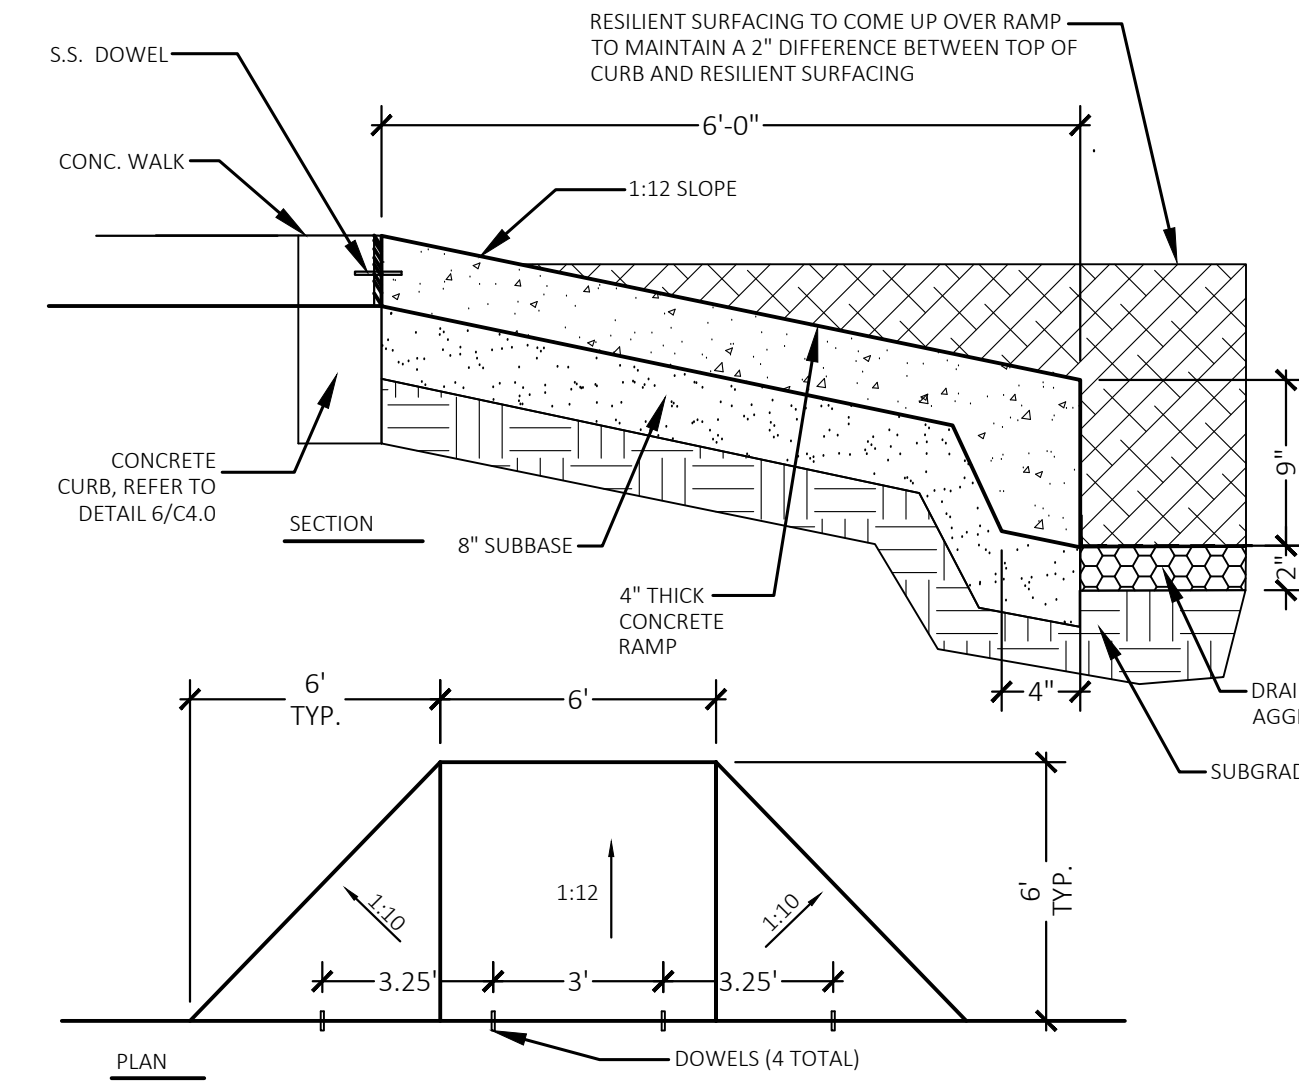 RESILIENT SURFACING TO COME UP OVER RAMP
TO MAINTAIN A 2" DIFFERENCE BETWEEN TOP OF
CURB AND RESILIENT SURFACING
S.S. DOWEL
6'-0"
CONC. WALK
1:12 SLOPE
CONCRETE
CURB, REFER TO
DETAIL 6/C4.0
9"
SECTION
8" SUBBASE
2"
4" THICK
CONCRETE
RAMP
6'
TYP.
6'
4"
DRAI
AGG
SUBGRAD
1:10
1:12
1:10
6'
TYP.
3.25'
3'
3.25'
PLAN
DOWELS (4 TOTAL)